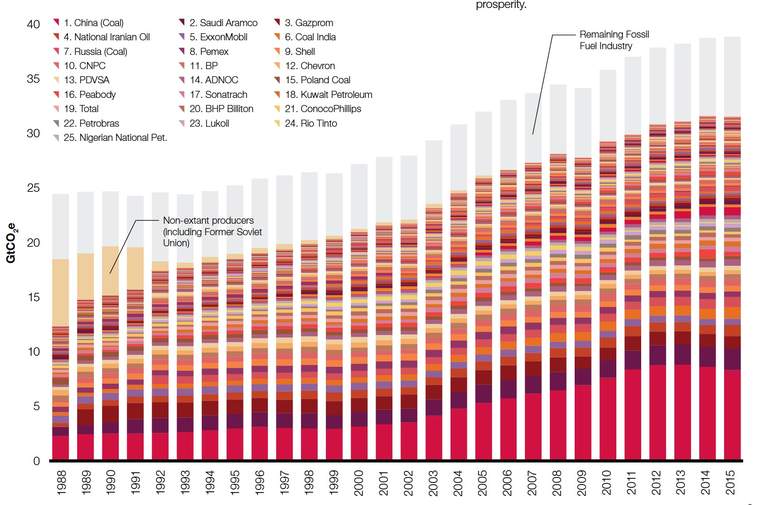 prosperity.
40
1. China (Coal) 2. Saudi Aramco 3. Gazprom
4. National Iranian Oil 5. ExxonMobil 6. Coal India
7. Russia (Coal) 8. Pemex 9. Shell
10. CNPC 11. BP 12. Chevron
13. PDVSA 14. ADNOC 15. Poland Coal
16. Peabody 17. Sonatrach 18. Kuwait Petroleum
19. Total 20. BHP Billiton 21. ConocoPhillips
22. Petrobras 23. Lukoil 24. Rio Tinto
25. Nigerian National Pet.
Remaining Fossil
Fuel Industry
35
30
25
Non-extant producers
(including Former Soviet
Union)
GtCO2e
20
15
10
5
0
1988 1989 1990 1991 1992 1993 1994 1995 1996 1997 1998 1999 2000 2001 2002 2003 2004 2005 2006 2007 2008 2009 2010 2011 2012 2013 2014 2015